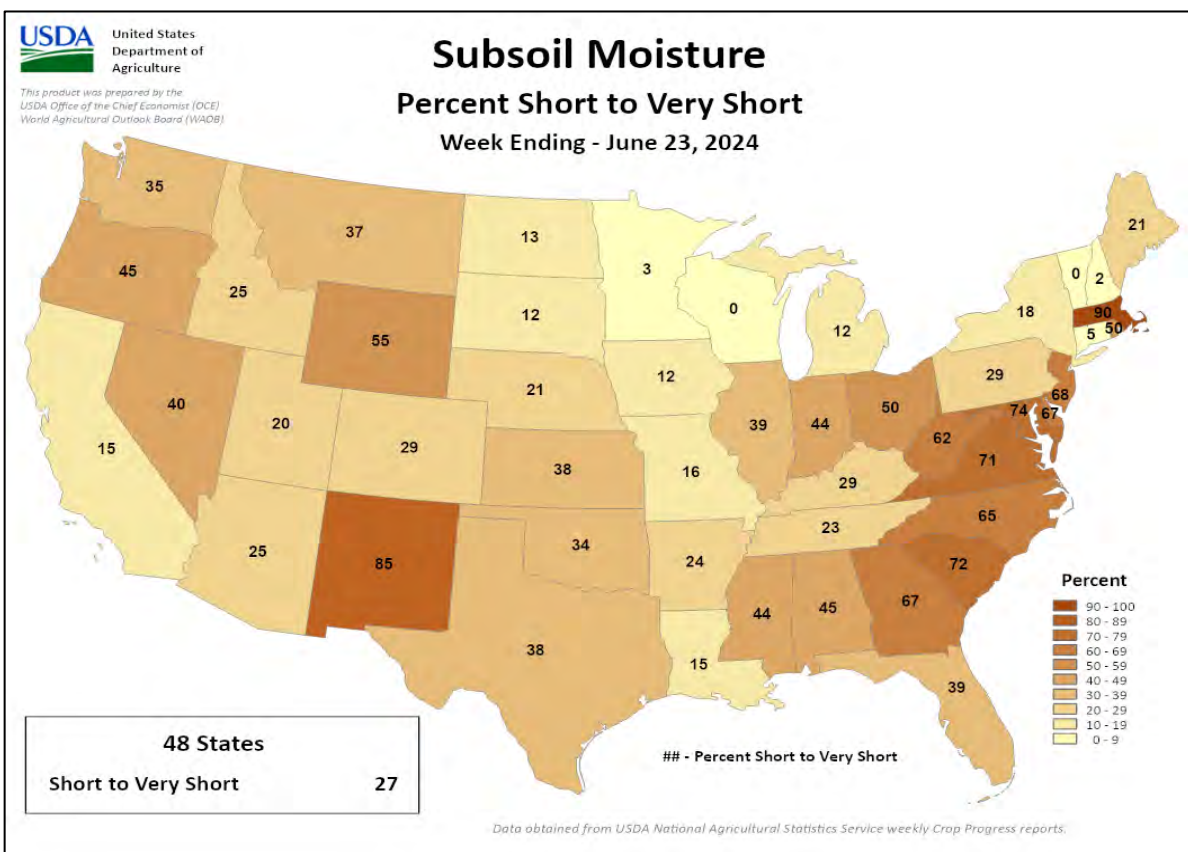 USDA
United States
Department of
Agriculture
This product was prepared by the
USDA Office of the Chief Economist (OCE)
World Agricultural Outlook Board (WAOB)
Subsoil Moisture
Percent Short to Very Short
Week Ending - June 23, 2024
35
37
13
3
21
45
25
12
0
0
2
55
12
18
90
5
50
40
20
21
12
29
68
15
29
39
44
50
74
67
38
16
62
71
29
25
85
34
24
23
65
72
38
44
45
67
15
39
Percent
90 - 100
80 - 89
70 - 79
60 - 69
50 - 59
40 - 49
30 - 39
20 - 29
10 - 19
0 - 9
48 States
Short to Very Short 27
## - Percent Short to Very Short
Data obtained from USDA National Agricultural Statistics Service weekly Crop Progress reports.